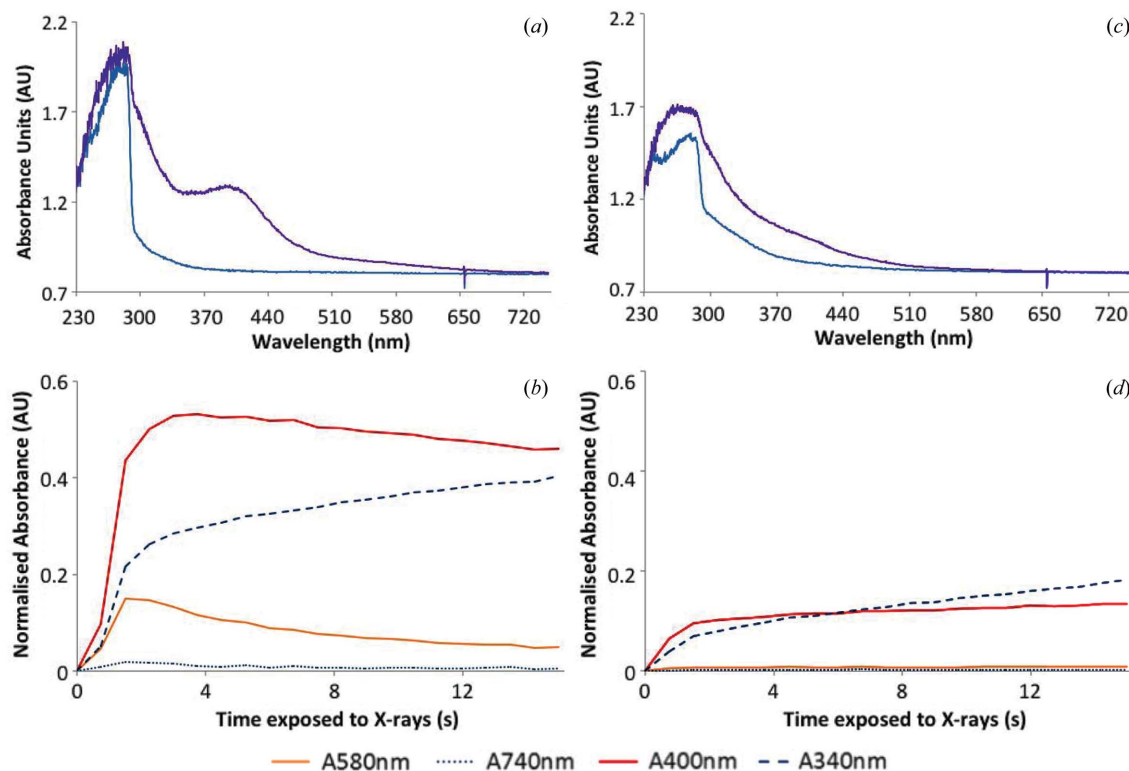 (a)
Absorbance Units (AU)
2.2
1.7
1.2
0.7
230 300 370 440 510 580 650 720
Wavelength (nm)
(c)
Absorbance Units (AU)
2.2
1.7
1.2
0.7
230 300 370 440 510 580 650 720
Wavelength (nm)
(b)
Normalised Absorbance (AU)
0.6
0.4
0.2
0
0 4 8 12
Time exposed to X-rays (s)
(d)
Normalised Absorbance (AU)
0.6
0.4
0.2
0
0 4 8 12
Time exposed to X-rays (s)
A580nm A740nm A400nm A340nm